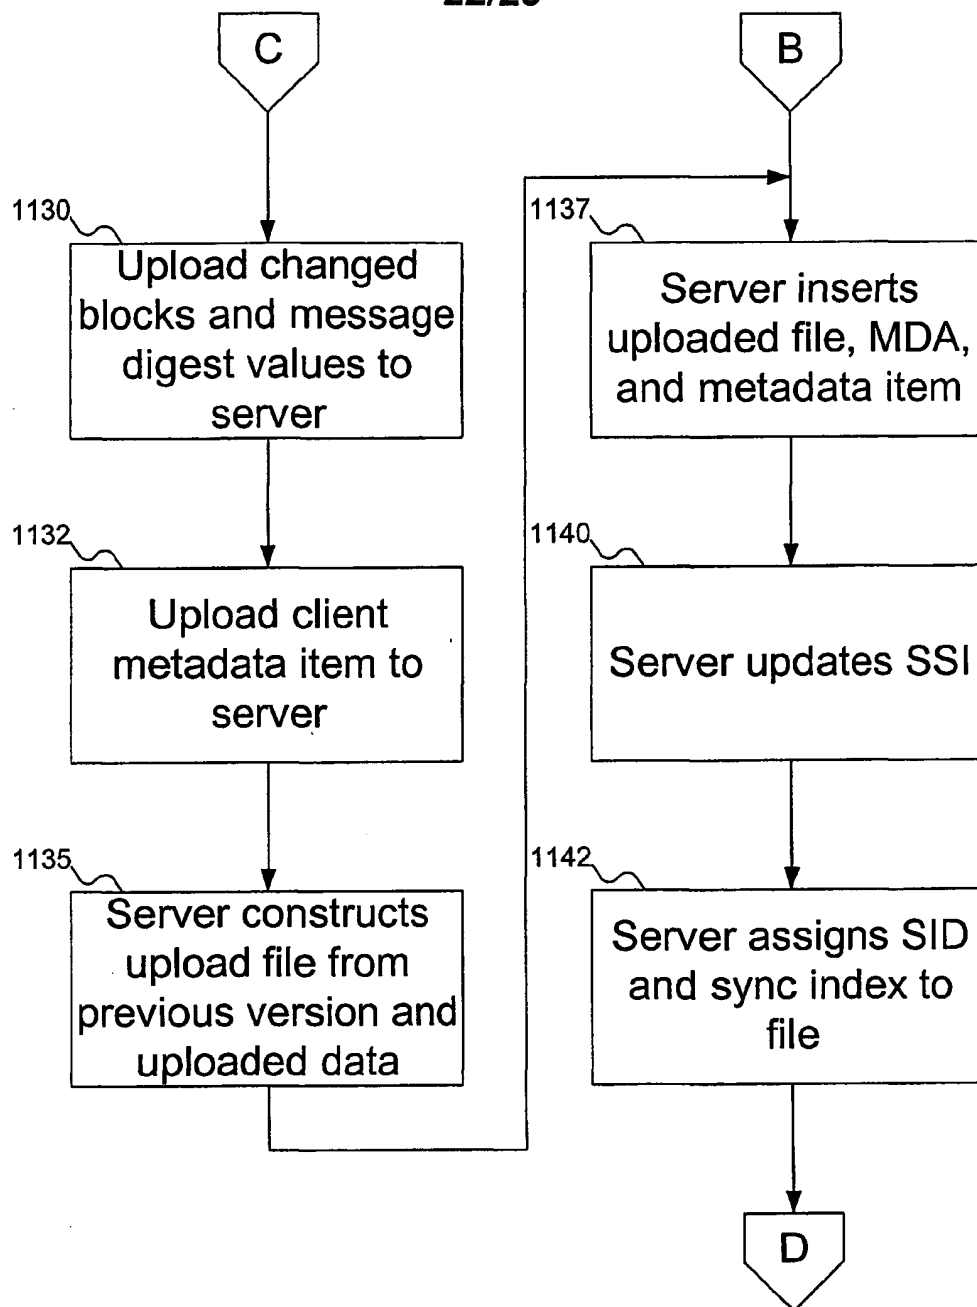 C
1130
Upload changed
blocks and message
digest values to
server
1132
Upload client
metadata item to
server
1135
Server constructs
upload file from
previous version and
uploaded data
B
1137
Server inserts
uploaded file, MDA,
and metadata item
1140
Server updates SSI
1142
Server assigns SID
and sync index to
file
D